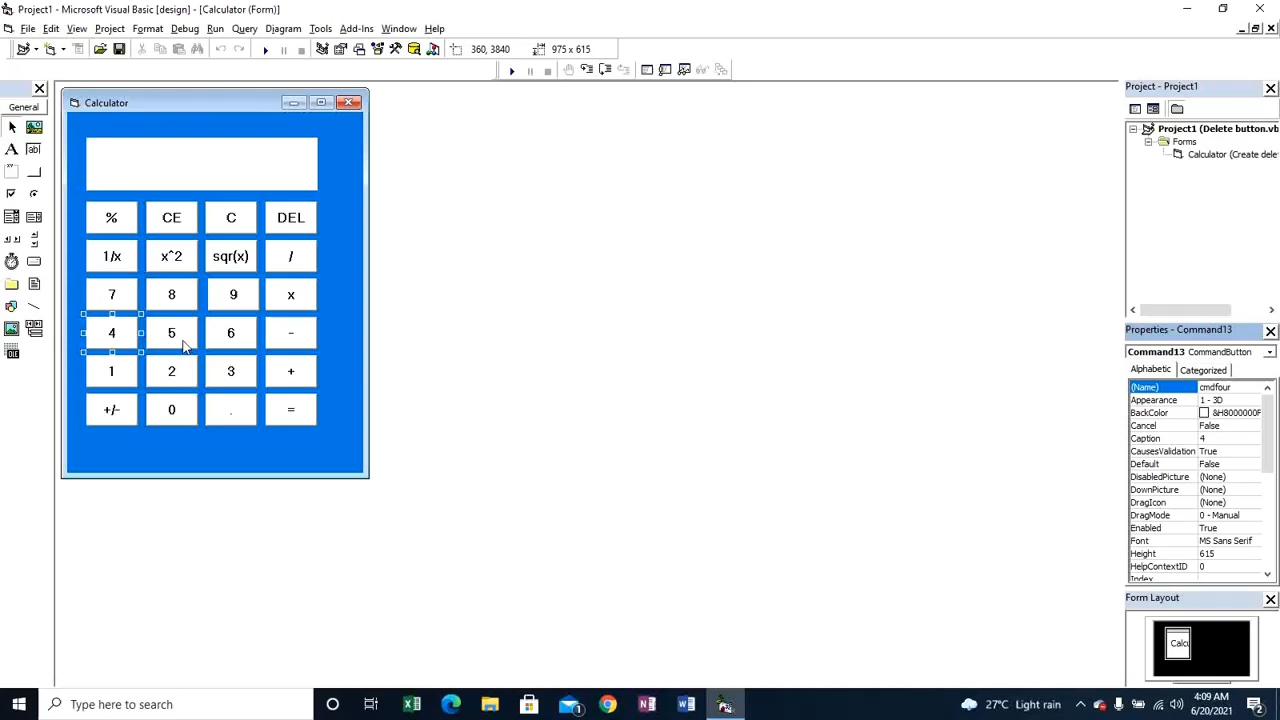 Project1 - Microsoft Visual Basic [design] - [Calculator (Form)]
File Edit View Project Format Debug Run Query Diagram Tools Add-Ins Window Help
360, 3840 975 x 615
General
Calculator
% CE C DEL
1/x x^2 sqr(x) /
7 8 9 x
4 5 6 -
1 2 3 +
+/- 0 . =
Project - Project1
Project1 (Delete button.vb
Forms
Calculator (Create dele
Properties - Command13
Command13 CommandButton
Alphabetic Categorized
(Name) cmdfour
Appearance 1 - 3D
BackColor &H8000000F
Cancel False
Caption 4
CausesValidation True
Default False
DisabledPicture (None)
DownPicture (None)
DragIcon (None)
DragMode 0 - Manual
Enabled True
Font MS Sans Serif
Height 615
HelpContextID 0
Index
Form Layout
Calcu
Type here to search
27°C Light rain
4:09 AM
6/20/2021